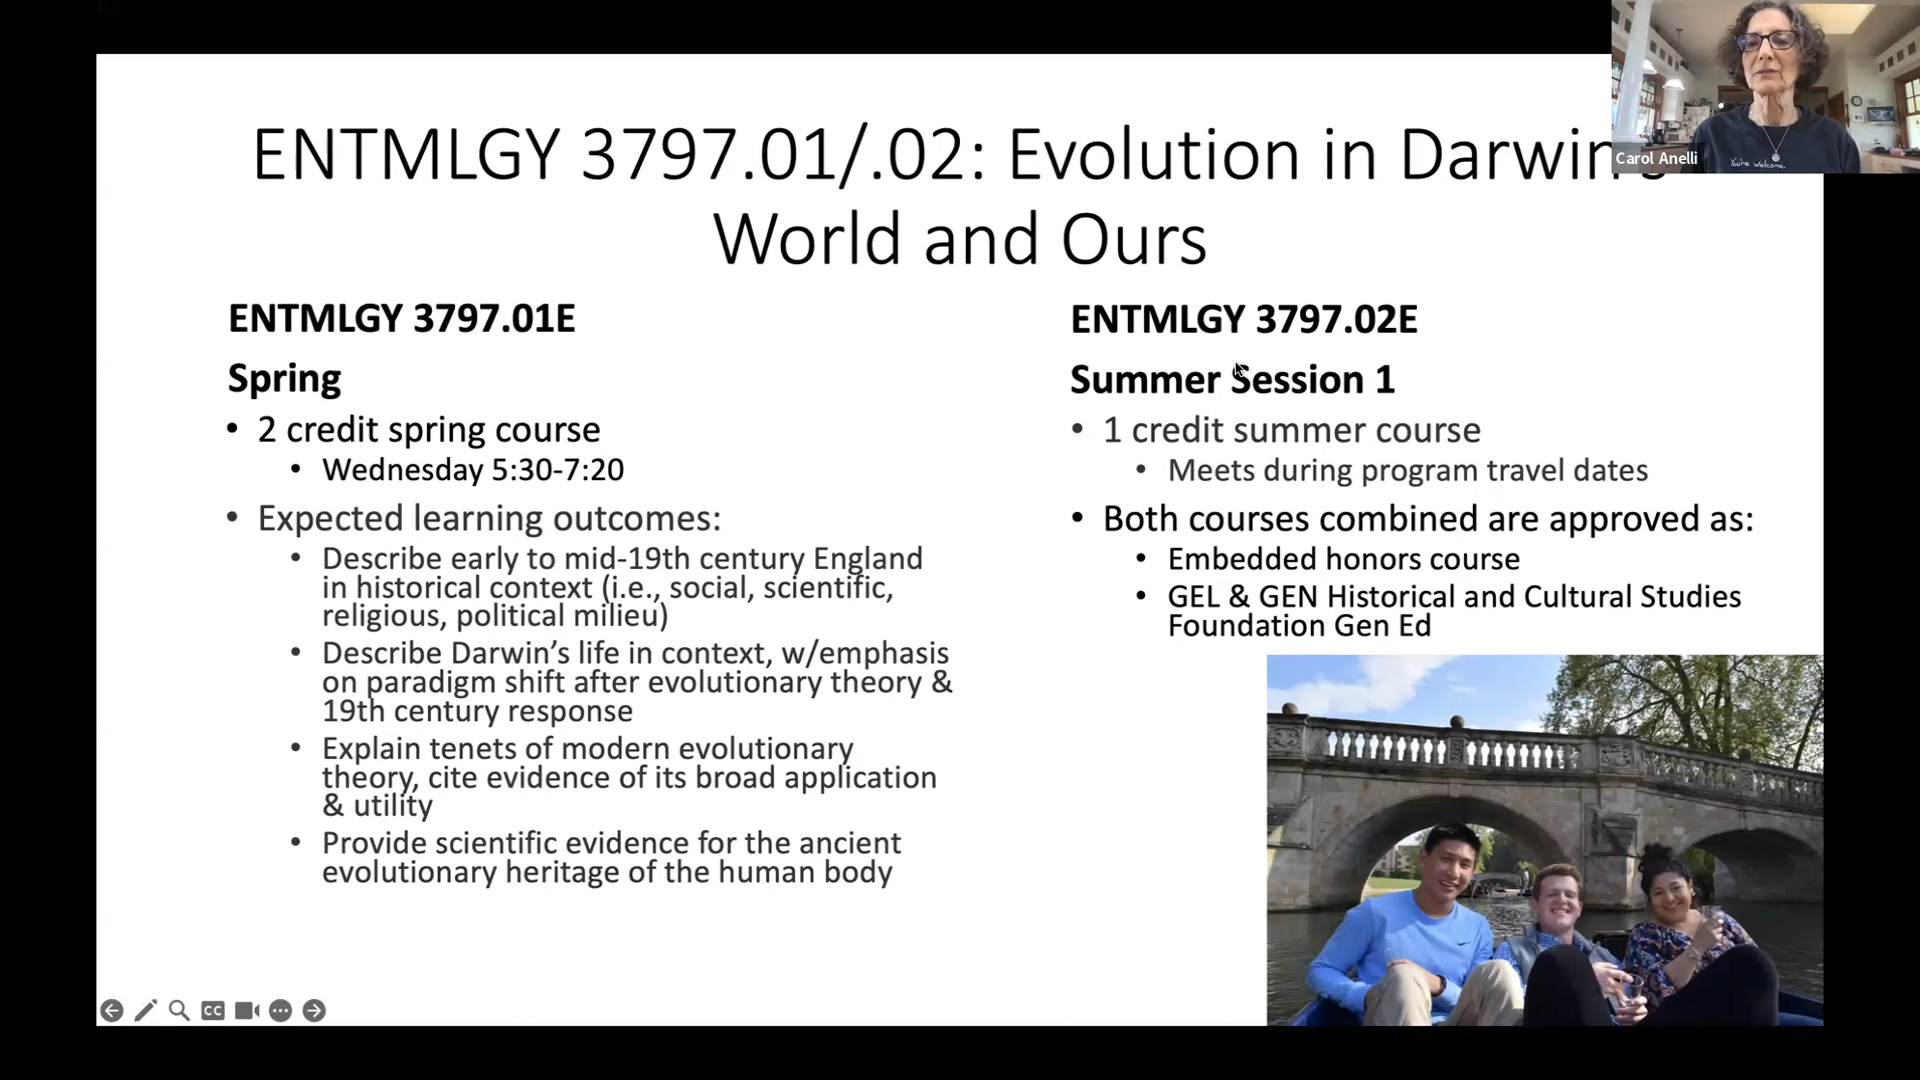 ENTMLGY 3797.01/.02: Evolution in Darwin's
World and Ours
ENTMLGY 3797.01E
Spring
• 2 credit spring course
• Wednesday 5:30-7:20
• Expected learning outcomes:
• Describe early to mid-19th century England
in historical context (i.e., social, scientific,
religious, political milieu)
• Describe Darwin’s life in context, w/emphasis
on paradigm shift after evolutionary theory &
19th century response
• Explain tenets of modern evolutionary
theory, cite evidence of its broad application
& utility
• Provide scientific evidence for the ancient
evolutionary heritage of the human body
ENTMLGY 3797.02E
Summer Session 1
• 1 credit summer course
• Meets during program travel dates
• Both courses combined are approved as:
• Embedded honors course
• GEL & GEN Historical and Cultural Studies
Foundation Gen Ed
Carol Anelli
You're welcome.
CC